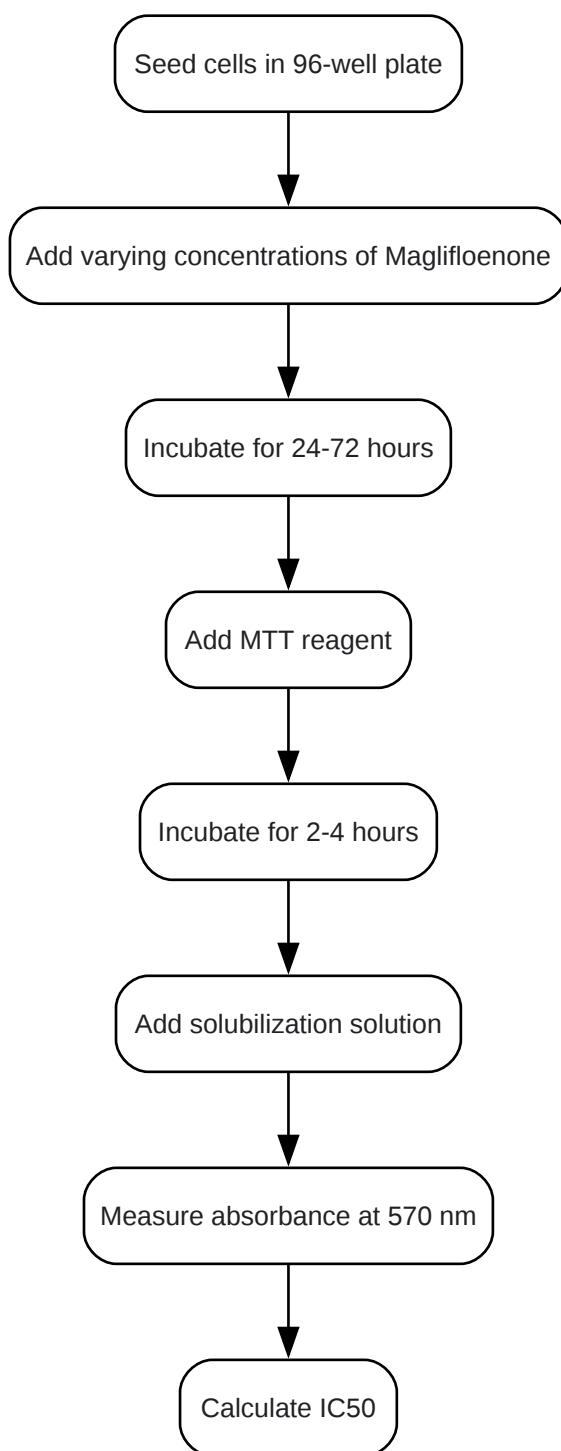 Seed cells in 96-well plate
Add varying concentrations of Maglifloenone
Incubate for 24-72 hours
Add MTT reagent
Incubate for 2-4 hours
Add solubilization solution
Measure absorbance at 570 nm
Calculate IC50